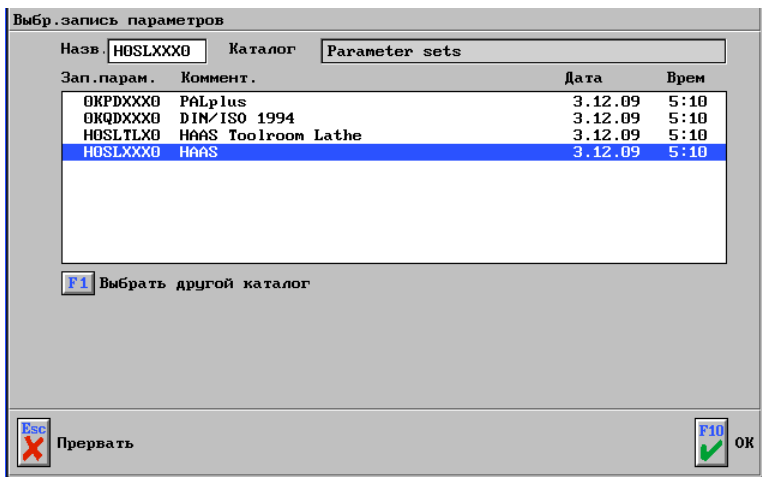 Выбр.запись параметров
Назв. H0SLXXX0 Каталог Parameter sets
Зап.парам. Коммент. Дата Врем
0KPDXXX0 PALplus 3.12.09 5:10
0KQDXXX0 DIN/ISO 1994 3.12.09 5:10
H0SLTLX0 HAAS Toolroom Lathe 3.12.09 5:10
H0SLXXX0 HAAS 3.12.09 5:10
F1 Выбрать другой каталог
Esc Прервать F10 ОК